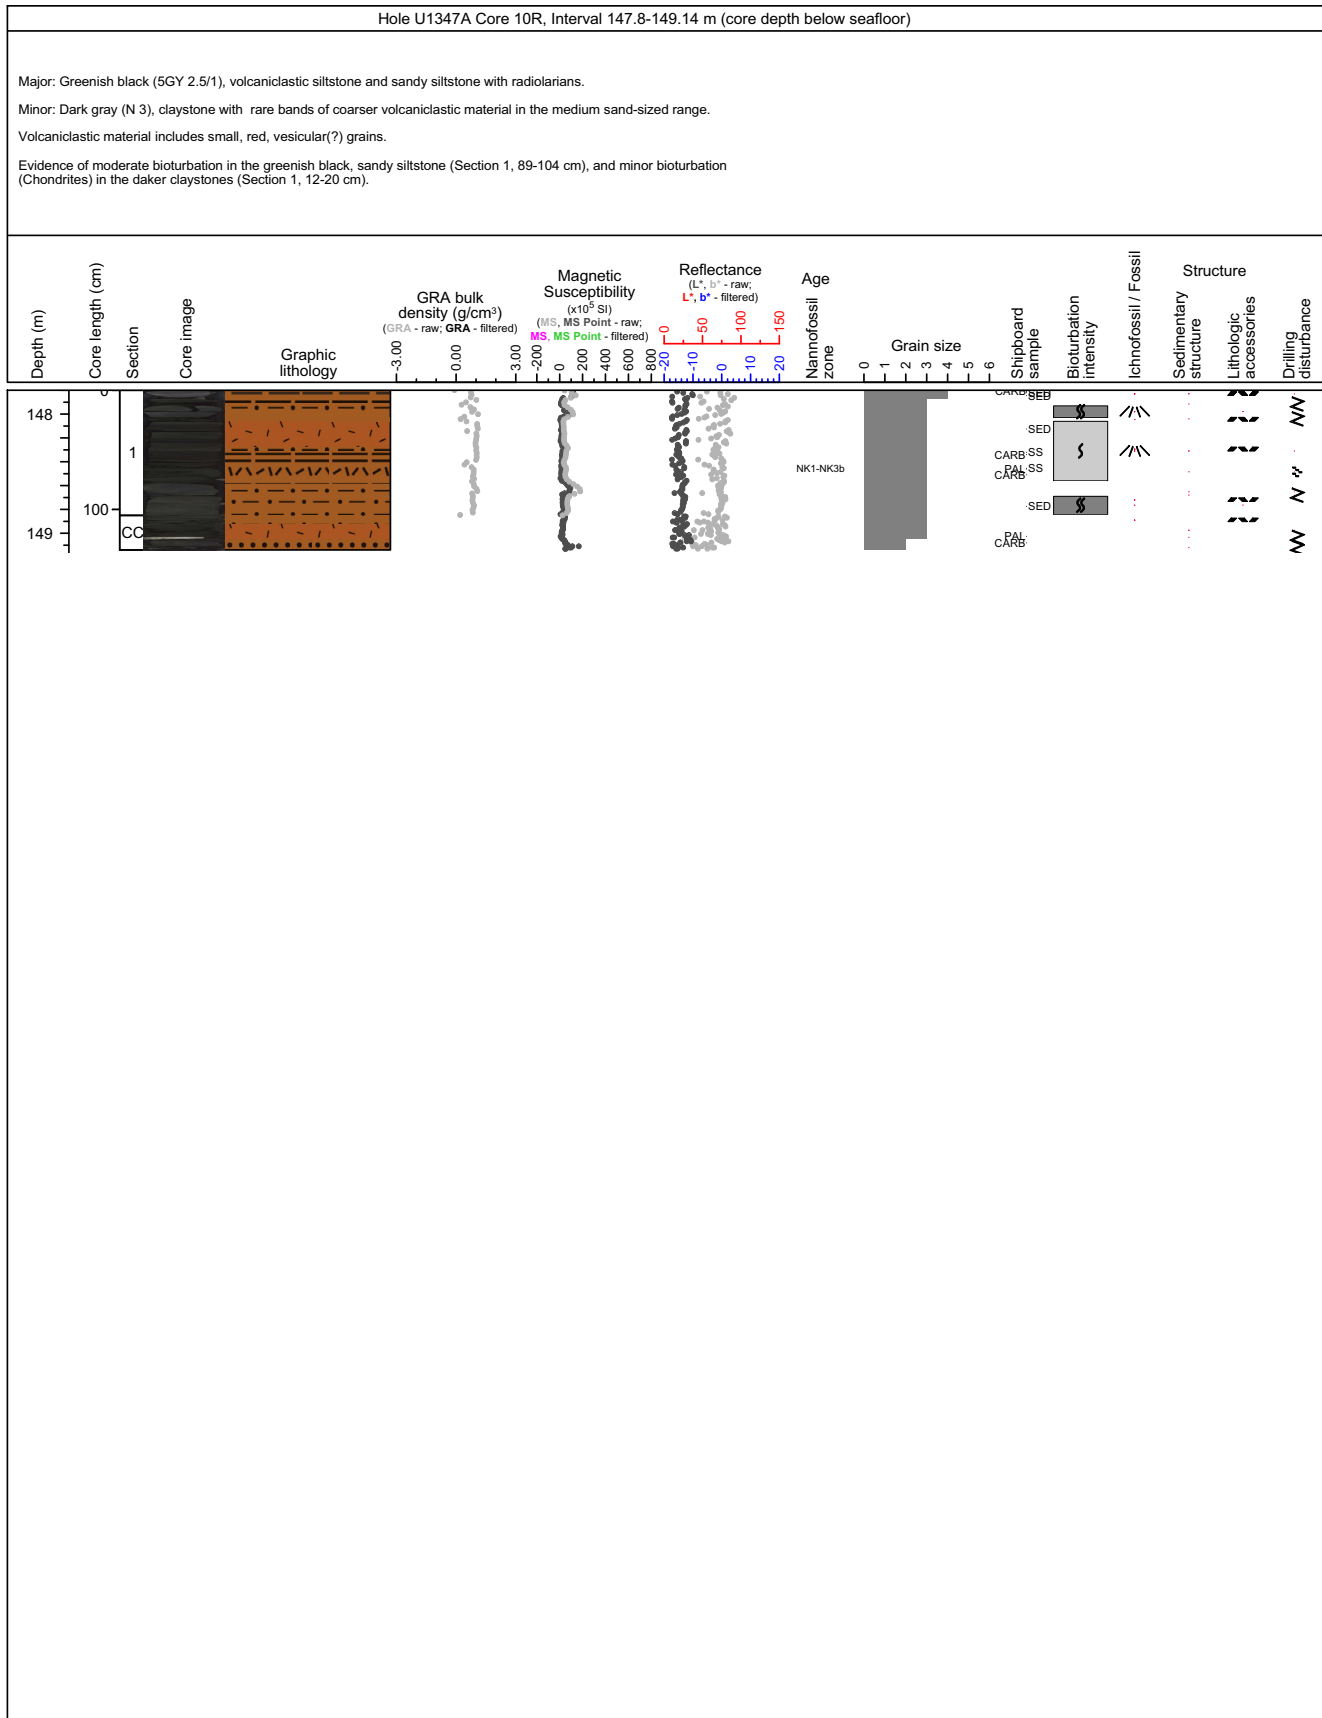 Hole U1347A Core 10R, Interval 147.8-149.14 m (core depth below seafloor)
Major: Greenish black (5GY 2.5/1), volcaniclastic siltstone and sandy siltstone with radiolarians.
Minor: Dark gray (N 3), claystone with rare bands of coarser volcaniclastic material in the medium sand-sized range.
Volcaniclastic material includes small, red, vesicular(?) grains.
Evidence of moderate bioturbation in the greenish black, sandy siltstone (Section 1, 89-104 cm), and minor bioturbation
(Chondrites) in the daker claystones (Section 1, 12-20 cm).
Depth (m)
Core length (cm)
Section
Core image
Graphic
lithology
GRA bulk
density (g/cm³)
(GRA - raw; GRA - filtered)
-3.00 0.00 3.00
Magnetic
Susceptibility
(x10⁵ SI)
(MS, MS Point - raw;
MS, MS Point - filtered)
-200 0 200 400 600 800
Reflectance
(L*, b* - raw;
L*, b* - filtered)
0 50 100 150
-20 -10 0 10 20
Age
Nannofossil
zone
Grain size
0 1 2 3 4 5 6
Shipboard
sample
Bioturbation
intensity
Ichnofossil / Fossil
Structure
Sedimentary
structure
Lithologic
accessories
Drilling
disturbance
0
148
1
100
149
CC
NK1-NK3b
CARB
SED
SED
SS
CARB
PAL SS
CARB
SED
PAL
CARB